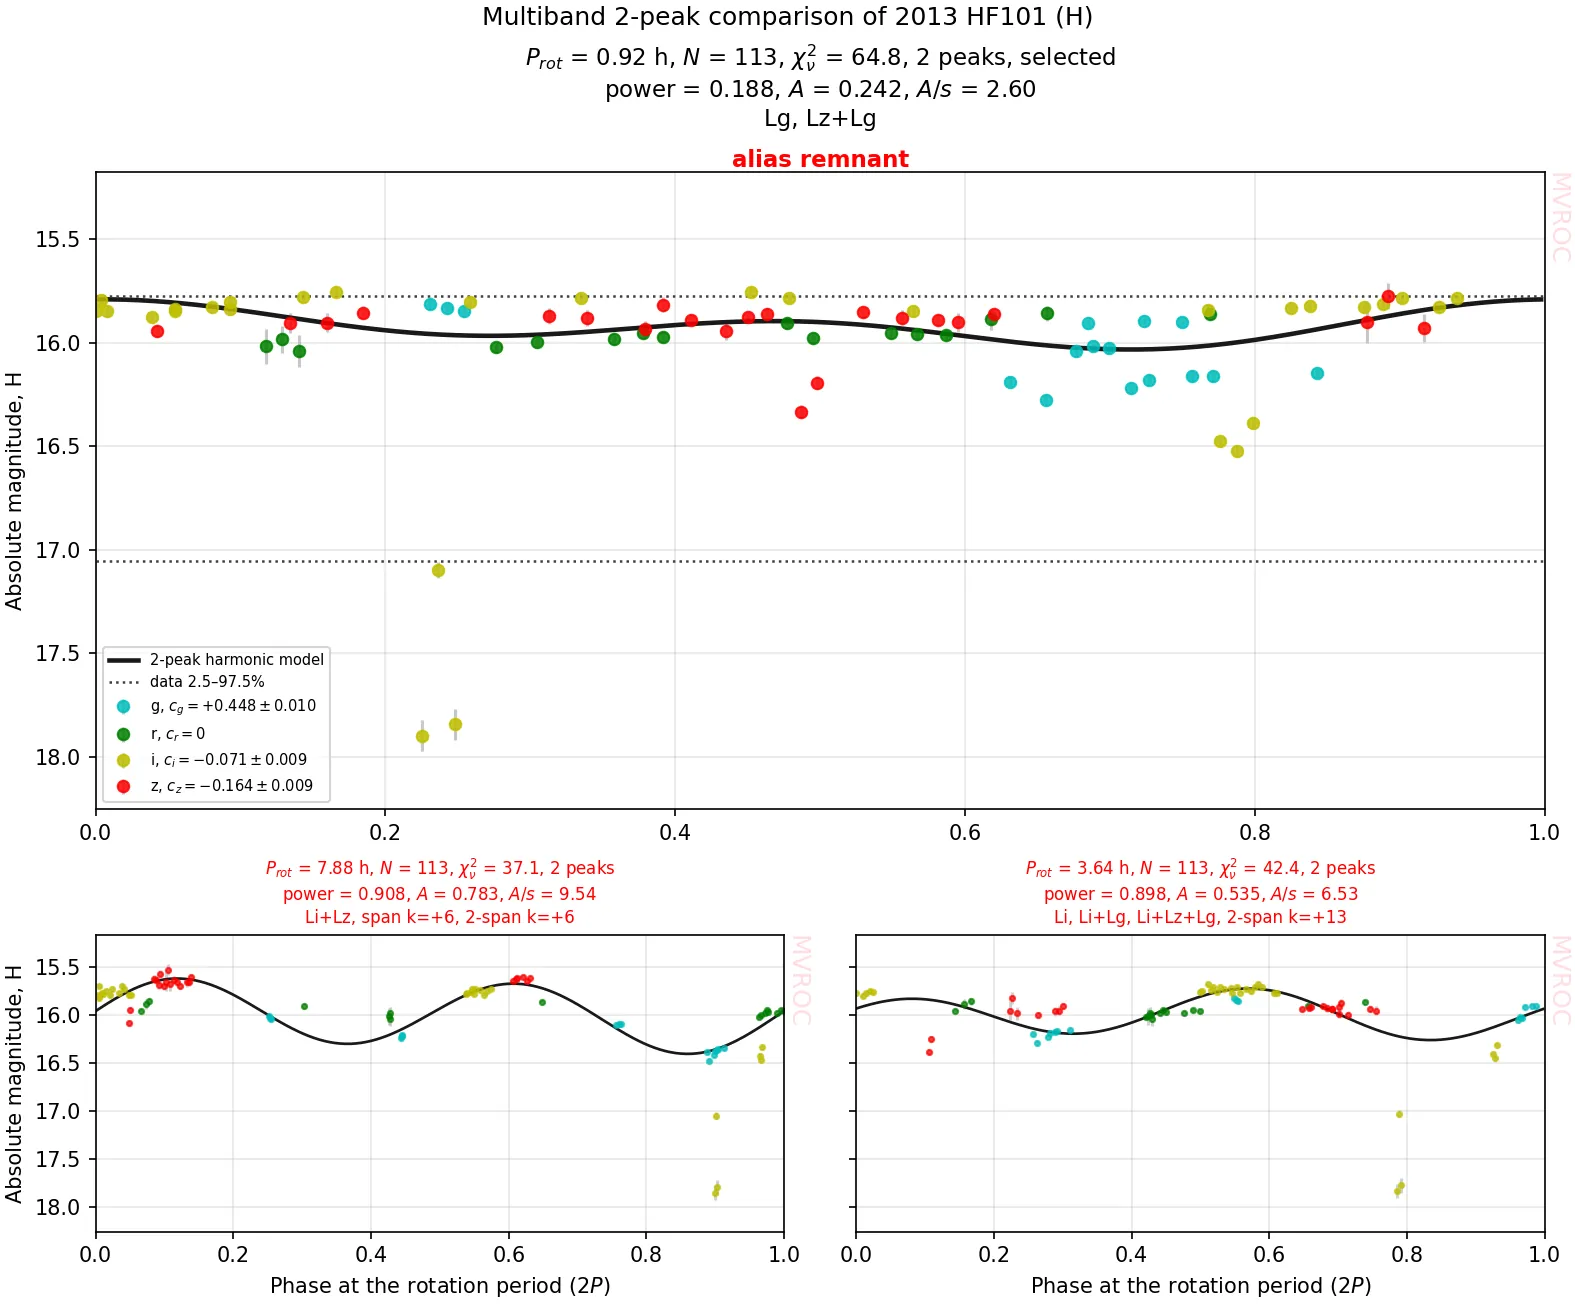 Multiband 2-peak comparison of 2013 HF101 (H)
P_rot = 0.92 h, N = 113, χ²_ν = 64.8, 2 peaks, selected
power = 0.188, A = 0.242, A/s = 2.60
Lg, Lz+Lg
alias remnant
MVROC
Absolute magnitude, H
15.5
16.0
16.5
17.0
17.5
18.0
2-peak harmonic model
data 2.5–97.5%
g, c_g = +0.448 ± 0.010
r, c_r = 0
i, c_i = −0.071 ± 0.009
z, c_z = −0.164 ± 0.009
0.0 0.2 0.4 0.6 0.8 1.0
P_rot = 7.88 h, N = 113, χ²_ν = 37.1, 2 peaks
power = 0.908, A = 0.783, A/s = 9.54
Li+Lz, span k=+6, 2-span k=+6
MVROC
Absolute magnitude, H
15.5
16.0
16.5
17.0
17.5
18.0
0.0 0.2 0.4 0.6 0.8 1.0
Phase at the rotation period (2P)
P_rot = 3.64 h, N = 113, χ²_ν = 42.4, 2 peaks
power = 0.898, A = 0.535, A/s = 6.53
Li, Li+Lg, Li+Lz+Lg, 2-span k=+13
MVROC
0.0 0.2 0.4 0.6 0.8 1.0
Phase at the rotation period (2P)